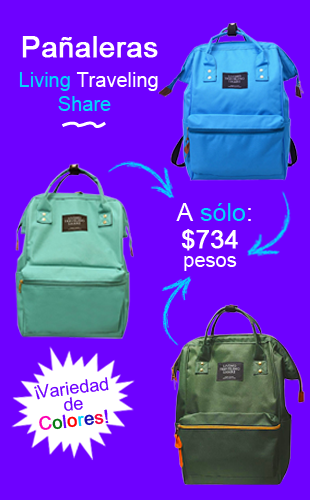 Pañaleras
Living Traveling
Share
A sólo:
$734
pesos
¡Variedad
de
Colores!